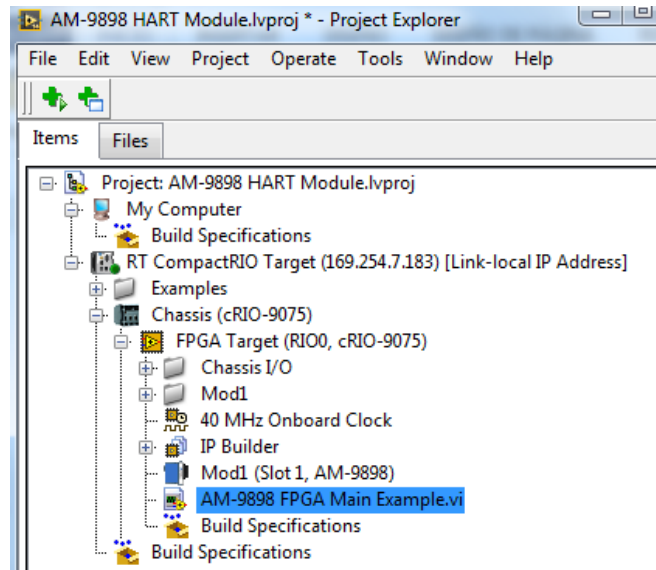 AM-9898 HART Module.lvproj * - Project Explorer
File Edit View Project Operate Tools Window Help
Items Files
Project: AM-9898 HART Module.lvproj
My Computer
Build Specifications
RT CompactRIO Target (169.254.7.183) [Link-local IP Address]
Examples
Chassis (cRIO-9075)
FPGA Target (RIO0, cRIO-9075)
Chassis I/O
Mod1
40 MHz Onboard Clock
IP Builder
Mod1 (Slot 1, AM-9898)
AM-9898 FPGA Main Example.vi
Build Specifications
Build Specifications